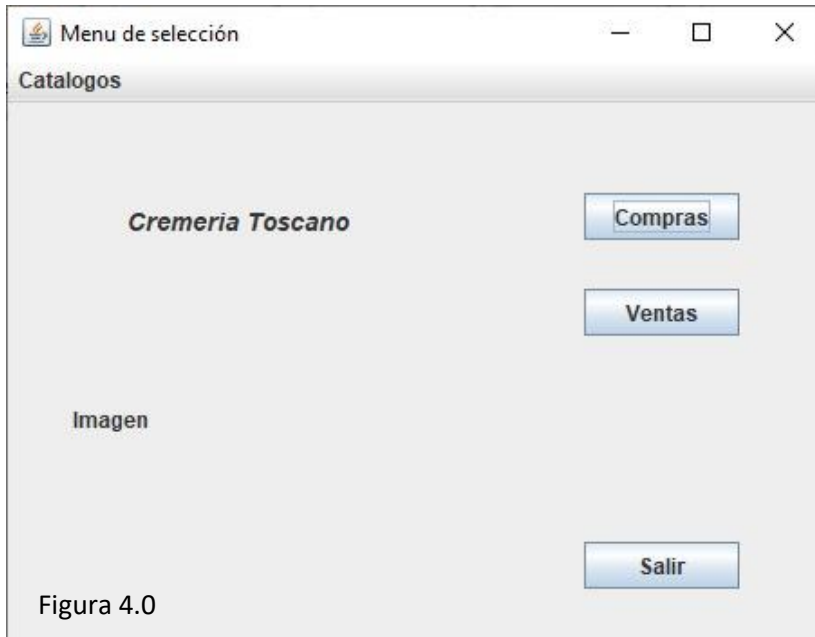 Menu de selección
Catalogos
Cremeria Toscano
Compras
Ventas
Imagen
Salir
Figura 4.0